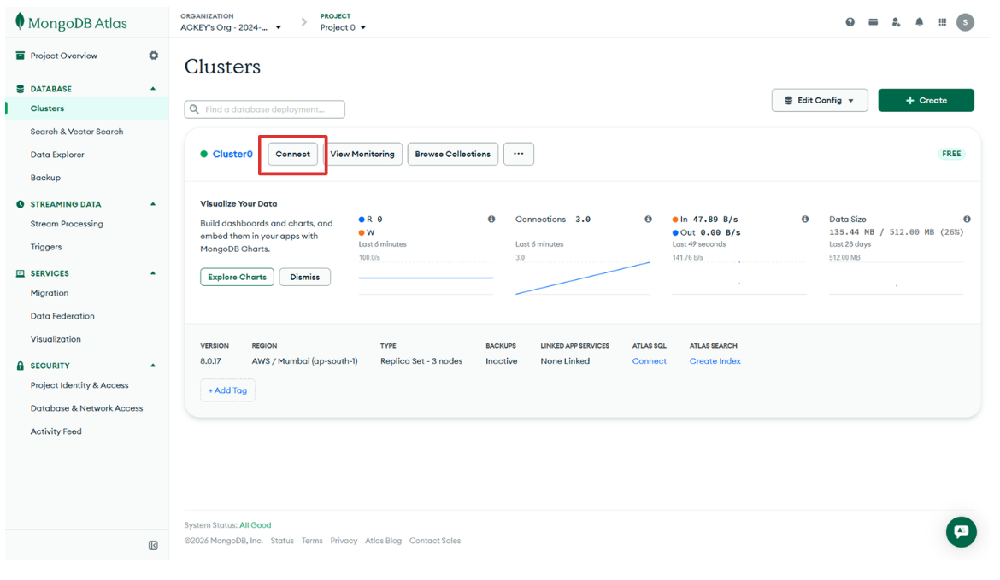 MongoDB Atlas
ORGANIZATION
ACKEY's Org - 2024-...
PROJECT
Project 0
S
Project Overview
DATABASE
Clusters
Search & Vector Search
Data Explorer
Backup
STREAMING DATA
Stream Processing
Triggers
SERVICES
Migration
Data Federation
Visualization
SECURITY
Project Identity & Access
Database & Network Access
Activity Feed
Clusters
Find a database deployment...
Edit Config
+ Create
Cluster0
Connect
View Monitoring
Browse Collections
...
FREE
Visualize Your Data
Build dashboards and charts, and
embed them in your apps with
MongoDB Charts.
Explore Charts
Dismiss
R 0
W
Last 6 minutes
100.0/s
Connections 3.0
Last 6 minutes
3.0
In 47.89 B/s
Out 0.00 B/s
Last 49 seconds
141.76 B/s
Data Size
135.44 MB / 512.00 MB (26%)
Last 28 days
512.00 MB
VERSION
8.0.17
REGION
AWS / Mumbai (ap-south-1)
TYPE
Replica Set - 3 nodes
BACKUPS
Inactive
LINKED APP SERVICES
None Linked
ATLAS SQL
Connect
ATLAS SEARCH
Create Index
+ Add Tag
System Status: All Good
©2026 MongoDB, Inc. Status Terms Privacy Atlas Blog Contact Sales